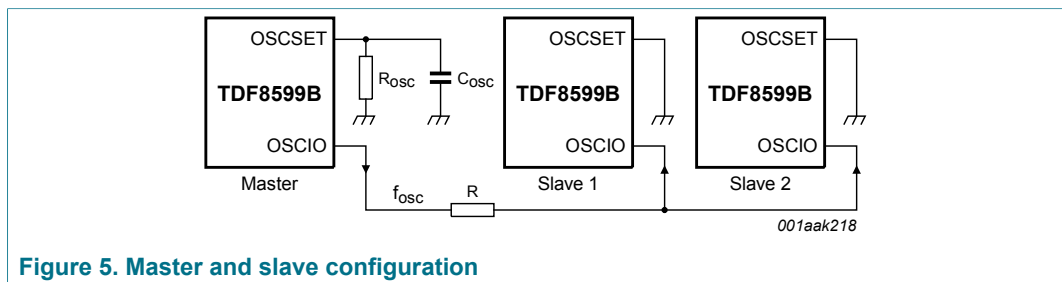 OSCSET
Rosc
Cosc
TDF8599B
OSCIO
Master
OSCSET
TDF8599B
OSCIO
Slave 1
OSCSET
TDF8599B
OSCIO
Slave 2
fosc
R
001aak218
Figure 5. Master and slave configuration